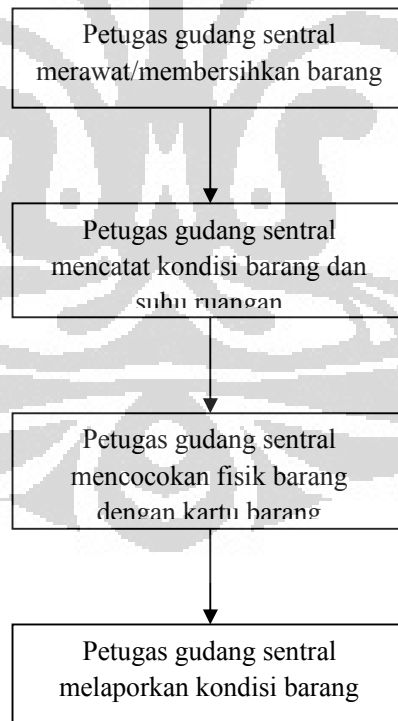 Petugas gudang sentral
merawat/membersihkan barang
Petugas gudang sentral
mencatat kondisi barang dan
suhu ruangan
Petugas gudang sentral
mencocokan fisik barang
dengan kartu barang
Petugas gudang sentral
melaporkan kondisi barang